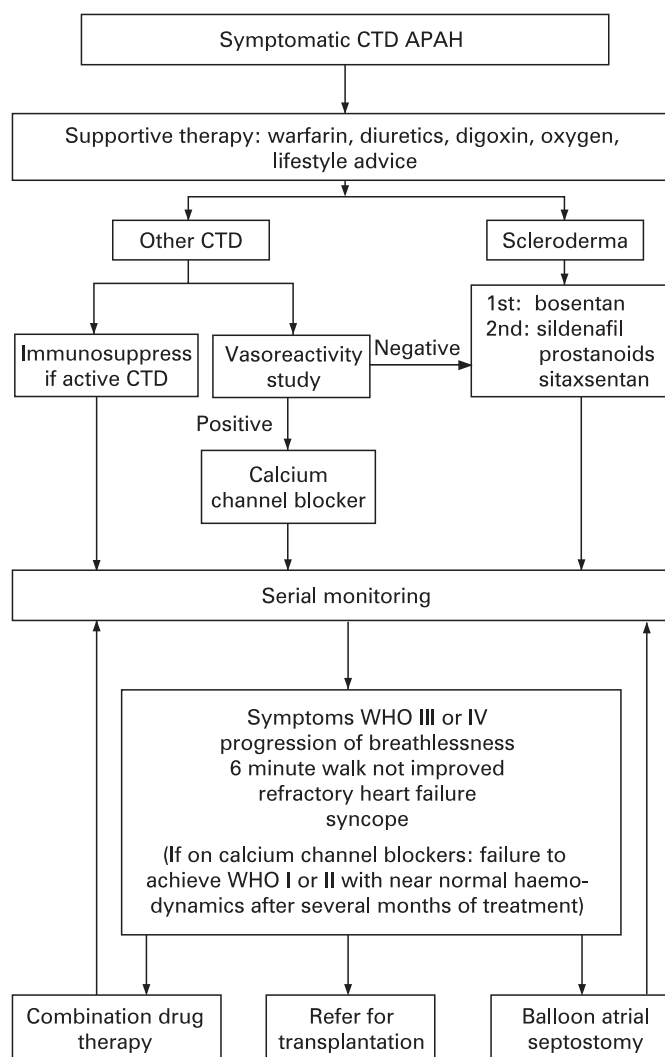 Symptomatic CTD APAH
Supportive therapy: warfarin, diuretics, digoxin, oxygen,
lifestyle advice
Other CTD
Scleroderma
Immunosuppress
if active CTD
Vasoreactivity
study
Negative
1st: bosentan
2nd: sildenafil
prostanoids
sitaxsentan
Positive
Calcium
channel blocker
Serial monitoring
Symptoms WHO III or IV
progression of breathlessness
6 minute walk not improved
refractory heart failure
syncope
(If on calcium channel blockers: failure to
achieve WHO I or II with near normal haemo-
dynamics after several months of treatment)
Combination drug
therapy
Refer for
transplantation
Balloon atrial
septostomy